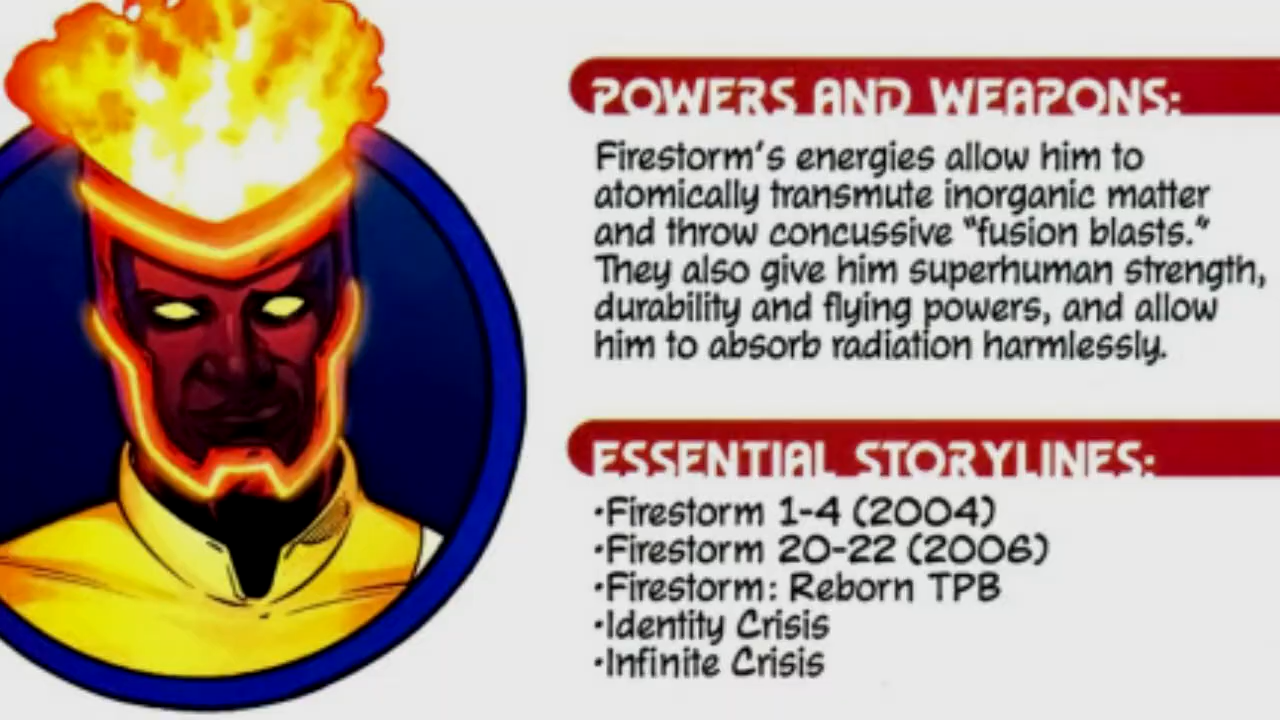 POWERS AND WEAPONS:
Firestorm's energies allow him to
atomically transmute inorganic matter
and throw concussive “fusion blasts.”
They also give him superhuman strength,
durability and flying powers, and allow
him to absorb radiation harmlessly.
ESSENTIAL STORYLINES:
•Firestorm 1-4 (2004)
•Firestorm 20-22 (2006)
•Firestorm: Reborn TPB
•Identity Crisis
•Infinite Crisis